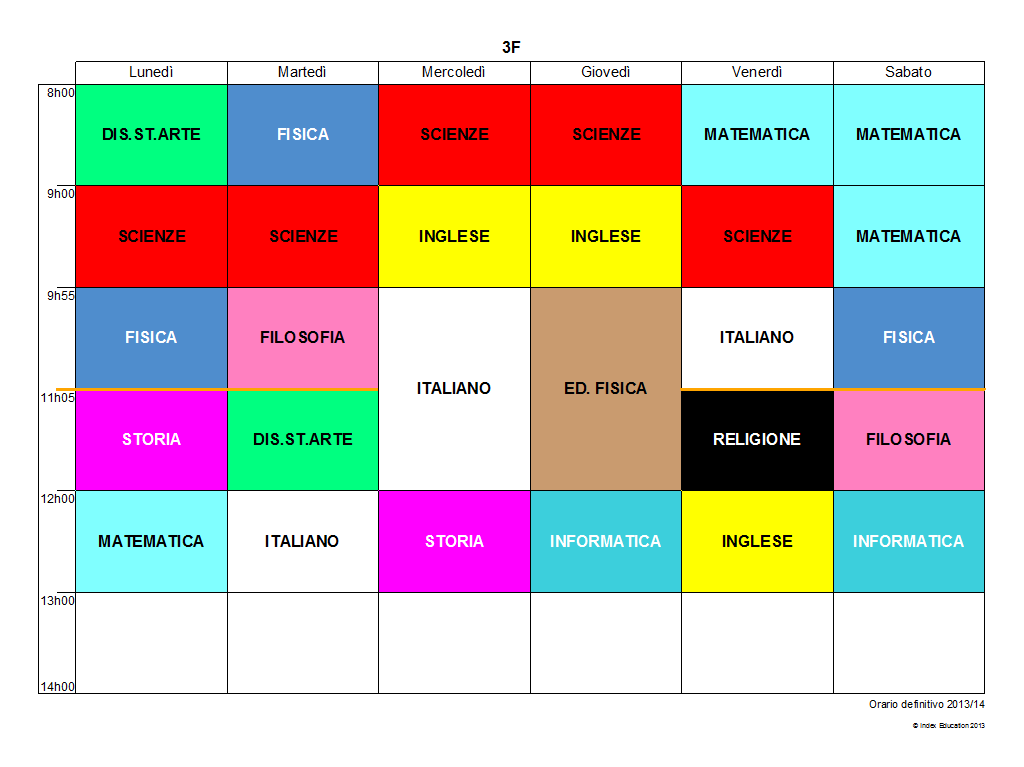 3F
Lunedì Martedì Mercoledì Giovedì Venerdì Sabato
8h00
DIS.ST.ARTE FISICA SCIENZE SCIENZE MATEMATICA MATEMATICA
9h00
SCIENZE SCIENZE INGLESE INGLESE SCIENZE MATEMATICA
9h55
FISICA FILOSOFIA ITALIANO FISICA
ITALIANO ED. FISICA
11h05
STORIA DIS.ST.ARTE RELIGIONE FILOSOFIA
12h00
MATEMATICA ITALIANO STORIA INFORMATICA INGLESE INFORMATICA
13h00
14h00
Orario definitivo 2013/14
© Index Education 2013